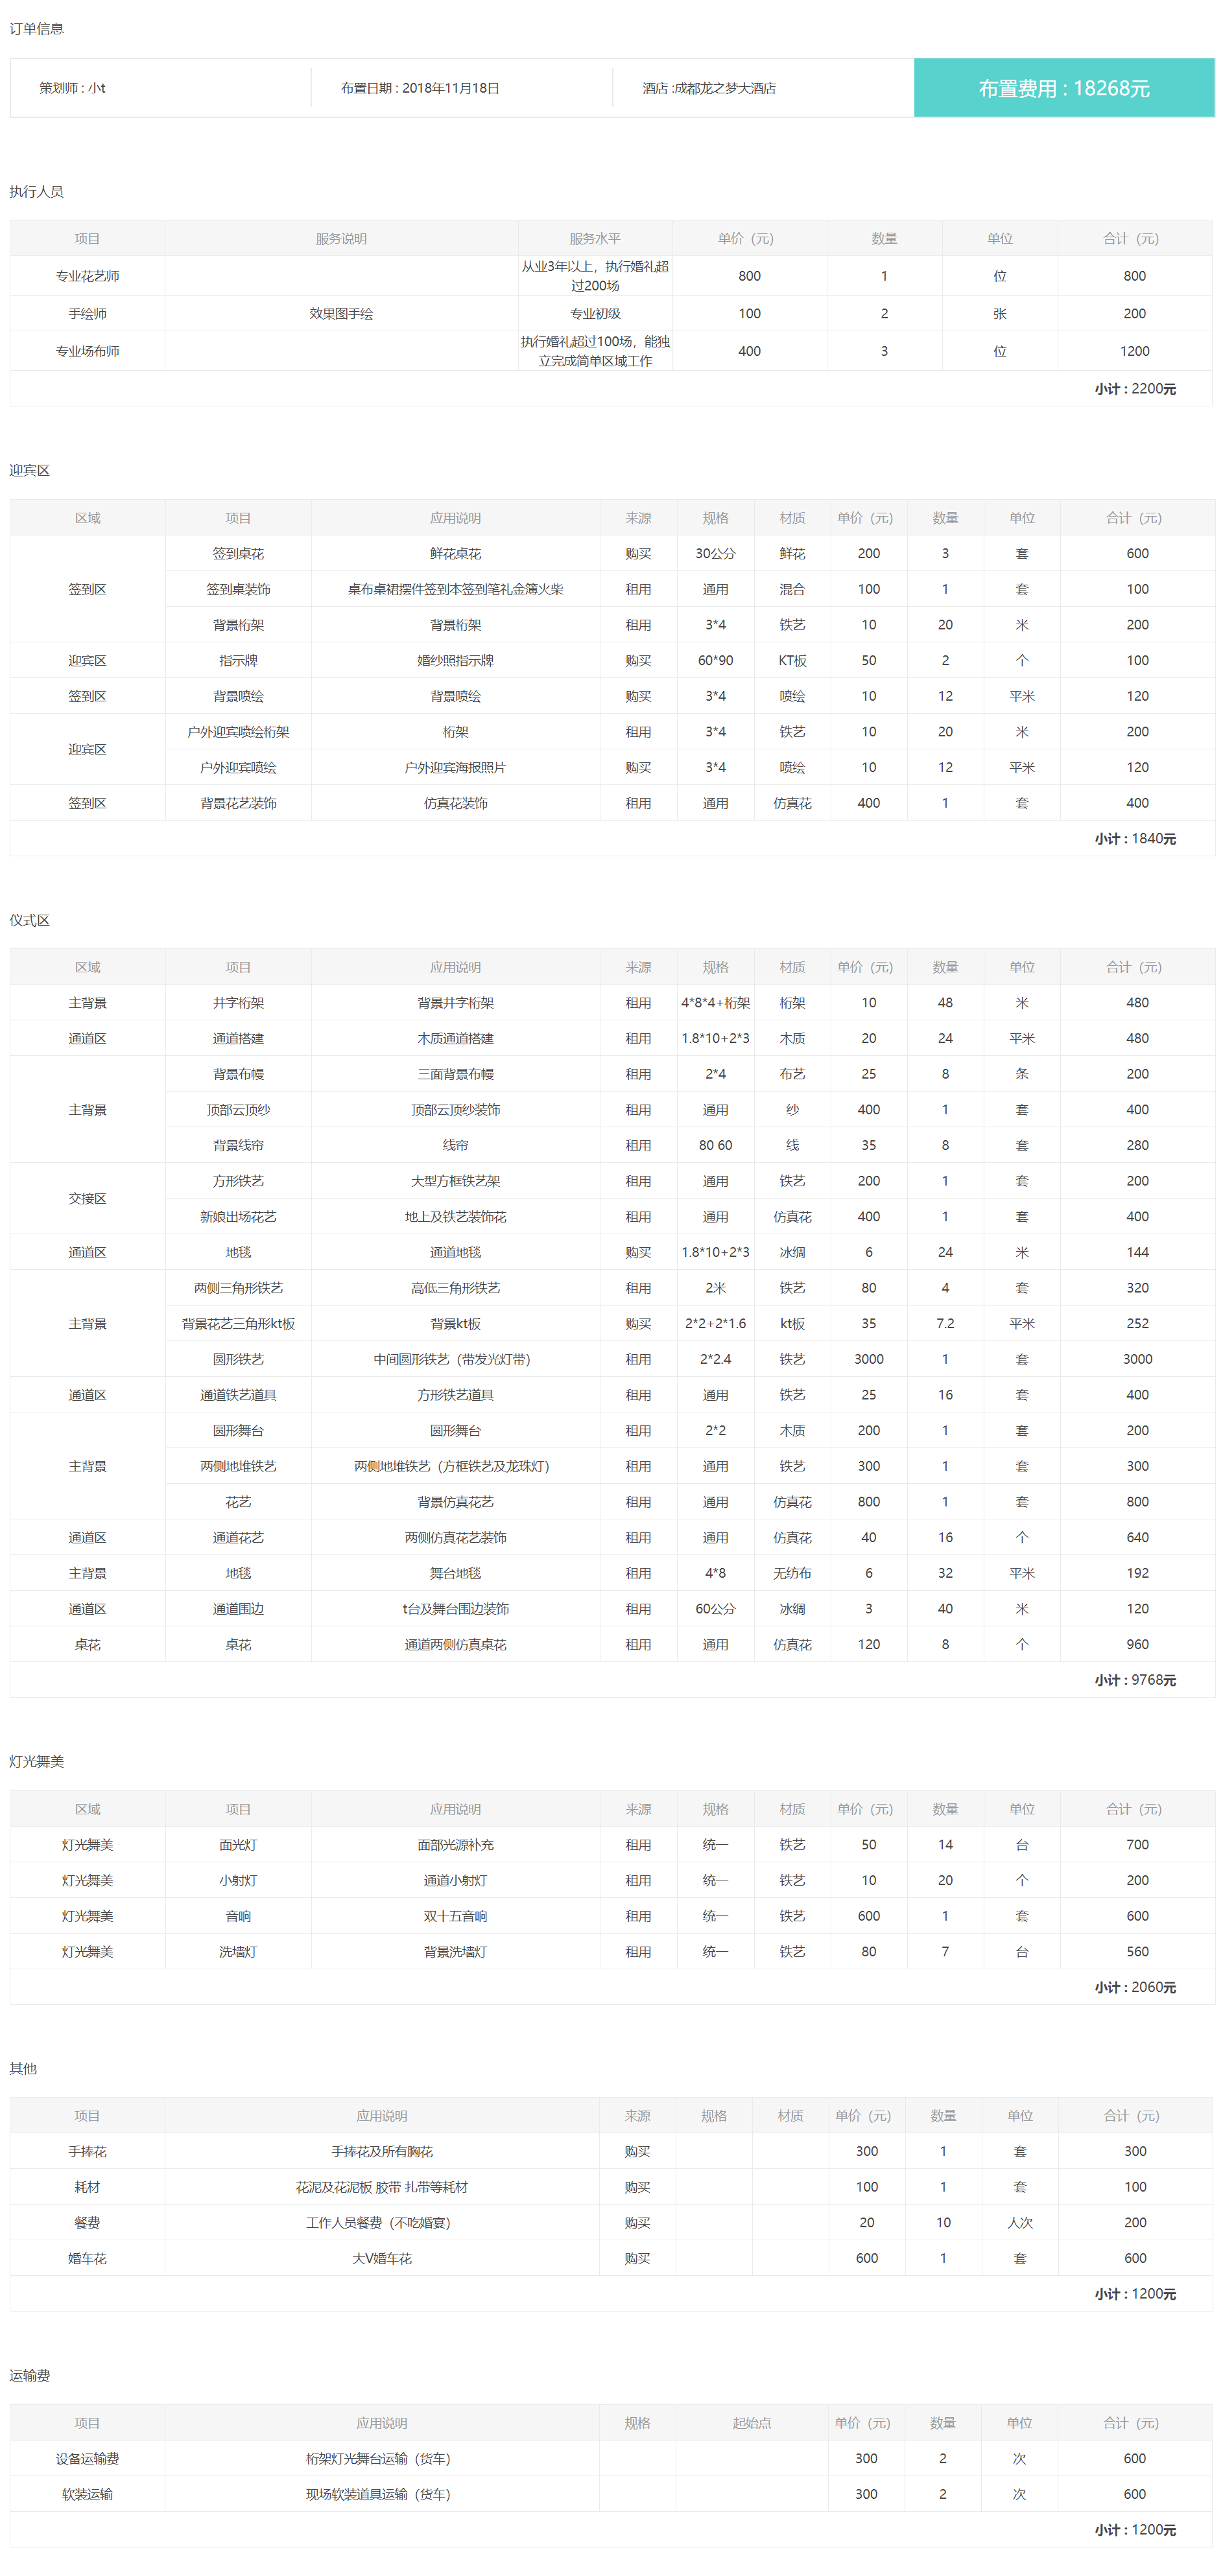 订单信息
策划师 : 小t 布置日期 : 2018年11月18日 酒店 :成都龙之梦大酒店 布置费用 : 18268元
执行人员
项目 服务说明 服务水平 单价（元） 数量 单位 合计（元）
专业花艺师 从业3年以上，执行婚礼超过200场 800 1 位 800
手绘师 效果图手绘 专业初级 100 2 张 200
专业场布师 执行婚礼超过100场，能独立完成简单区域工作 400 3 位 1200
小计 : 2200元
迎宾区
区域 项目 应用说明 来源 规格 材质 单价（元） 数量 单位 合计（元）
签到区 签到桌花 鲜花桌花 购买 30公分 鲜花 200 3 套 600
签到桌装饰 桌布桌裙摆件签到本签到笔礼金簿火柴 租用 通用 混合 100 1 套 100
背景桁架 背景桁架 租用 3*4 铁艺 10 20 米 200
迎宾区 指示牌 婚纱照指示牌 购买 60*90 KT板 50 2 个 100
签到区 背景喷绘 背景喷绘 购买 3*4 喷绘 10 12 平米 120
迎宾区 户外迎宾喷绘桁架 桁架 租用 3*4 铁艺 10 20 米 200
户外迎宾喷绘 户外迎宾海报照片 购买 3*4 喷绘 10 12 平米 120
签到区 背景花艺装饰 仿真花装饰 租用 通用 仿真花 400 1 套 400
小计 : 1840元
仪式区
区域 项目 应用说明 来源 规格 材质 单价（元） 数量 单位 合计（元）
主背景 井字桁架 背景井字桁架 租用 4*8*4+桁架 桁架 10 48 米 480
通道区 通道搭建 木质通道搭建 租用 1.8*10+2*3 木质 20 24 平米 480
主背景 背景布幔 三面背景布幔 租用 2*4 布艺 25 8 条 200
顶部云顶纱 顶部云顶纱装饰 租用 通用 纱 400 1 套 400
背景线帘 线帘 租用 80 60 线 35 8 套 280
交接区 方形铁艺 大型方框铁艺架 租用 通用 铁艺 200 1 套 200
新娘出场花艺 地上及铁艺装饰花 租用 通用 仿真花 400 1 套 400
通道区 地毯 通道地毯 购买 1.8*10+2*3 冰绸 6 24 米 144
主背景 两侧三角形铁艺 高低三角形铁艺 租用 2米 铁艺 80 4 套 320
背景花艺三角形kt板 背景kt板 购买 2*2+2*1.6 kt板 35 7.2 平米 252
圆形铁艺 中间圆形铁艺（带发光灯带） 租用 2*2.4 铁艺 3000 1 套 3000
通道区 通道铁艺道具 方形铁艺道具 租用 通用 铁艺 25 16 套 400
主背景 圆形舞台 圆形舞台 租用 2*2 木质 200 1 套 200
两侧地堆铁艺 两侧地堆铁艺（方框铁艺及龙珠灯） 租用 通用 铁艺 300 1 套 300
花艺 背景仿真花艺 租用 通用 仿真花 800 1 套 800
通道区 通道花艺 两侧仿真花艺装饰 租用 通用 仿真花 40 16 个 640
主背景 地毯 舞台地毯 租用 4*8 无纺布 6 32 平米 192
通道区 通道围边 t台及舞台围边装饰 租用 60公分 冰绸 3 40 米 120
桌花 桌花 通道两侧仿真桌花 租用 通用 仿真花 120 8 个 960
小计 : 9768元
灯光舞美
区域 项目 应用说明 来源 规格 材质 单价（元） 数量 单位 合计（元）
灯光舞美 面光灯 面部光源补充 租用 统一 铁艺 50 14 台 700
灯光舞美 小射灯 通道小射灯 租用 统一 铁艺 10 20 个 200
灯光舞美 音响 双十五音响 租用 统一 铁艺 600 1 套 600
灯光舞美 洗墙灯 背景洗墙灯 租用 统一 铁艺 80 7 台 560
小计 : 2060元
其他
项目 应用说明 来源 规格 材质 单价（元） 数量 单位 合计（元）
手捧花 手捧花及所有胸花 购买 300 1 套 300
耗材 花泥及花泥板 胶带 扎带等耗材 购买 100 1 套 100
餐费 工作人员餐费（不吃婚宴） 购买 20 10 人次 200
婚车花 大V婚车花 购买 600 1 套 600
小计 : 1200元
运输费
项目 应用说明 规格 起始点 单价（元） 数量 单位 合计（元）
设备运输费 桁架灯光舞台运输（货车） 300 2 次 600
软装运输 现场软装道具运输（货车） 300 2 次 600
小计 : 1200元